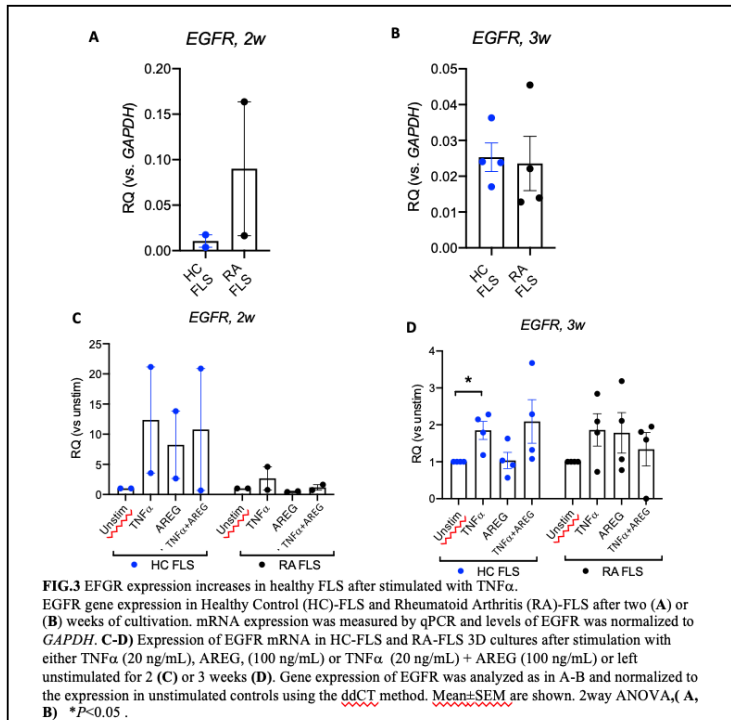 A
EGFR, 2w
RQ (vs. GAPDH)
0.20
0.15
0.10
0.05
0.00
HC FLS
RA FLS
B
EGFR, 3w
RQ (vs. GAPDH)
0.05
0.04
0.03
0.02
0.01
0.00
HC FLS
RA FLS
C
EGFR, 2w
RQ (vs unstim)
25
20
15
10
5
0
Unstim
TNFα
AREG
. TNFα+AREG
Unstim
TNFα
AREG
TNFα+AREG
HC FLS
RA FLS
D
EGFR, 3w
RQ (vs unstim)
4
3
2
1
0
*
Unstim
TNFα
AREG
TNFα+AREG
Unstim
TNFα
AREG
TNFα+AREG
HC FLS
RA FLS
FIG.3 EFGR expression increases in healthy FLS after stimulated with TNFα.
EGFR gene expression in Healthy Control (HC)-FLS and Rheumatoid Arthritis (RA)-FLS after two (A) or
(B) weeks of cultivation. mRNA expression was measured by qPCR and levels of EGFR was normalized to
GAPDH. C-D) Expression of EGFR mRNA in HC-FLS and RA-FLS 3D cultures after stimulation with
either TNFα (20 ng/mL), AREG, (100 ng/mL) or TNFα (20 ng/mL) + AREG (100 ng/mL) or left
unstimulated for 2 (C) or 3 weeks (D). Gene expression of EGFR was analyzed as in A-B and normalized to
the expression in unstimulated controls using the ddCT method. Mean±SEM are shown. 2way ANOVA,( A,
B) *P<0.05 .